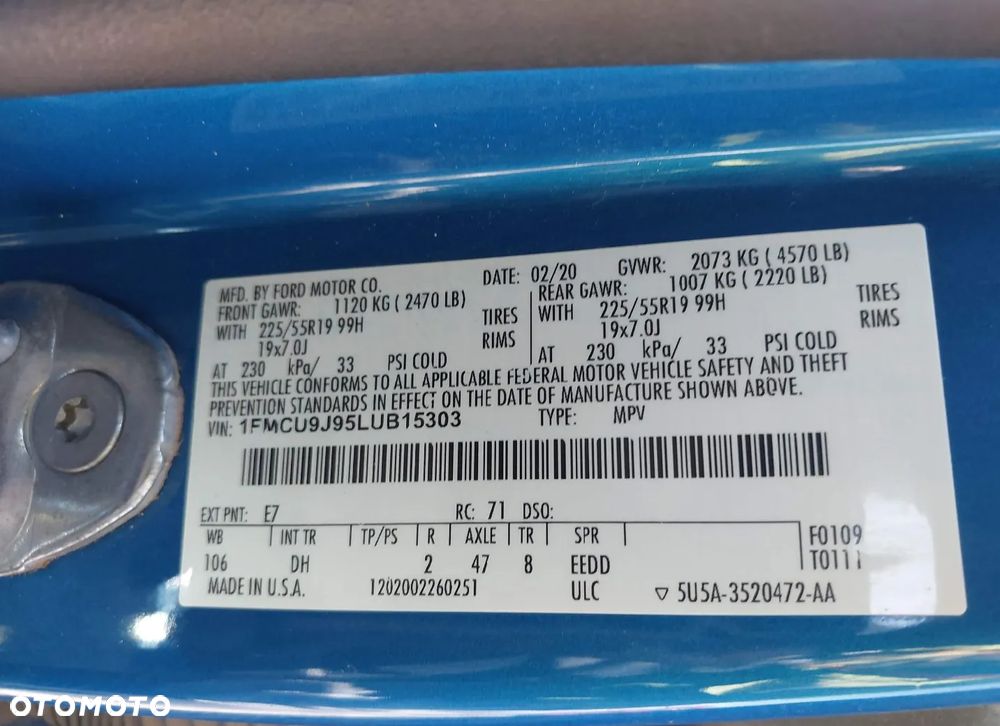 MFD. BY FORD MOTOR CO. DATE: 02/20 GVWR: 2073 KG ( 4570 LB)
FRONT GAWR: 1120 KG ( 2470 LB) REAR GAWR: 1007 KG ( 2220 LB)
WITH 225/55R19 99H TIRES WITH 225/55R19 99H TIRES
19x7.0J RIMS 19x7.0J RIMS
AT 230 kPa/ 33 PSI COLD AT 230 kPa/ 33 PSI COLD
THIS VEHICLE CONFORMS TO ALL APPLICABLE FEDERAL MOTOR VEHICLE SAFETY AND THEFT
PREVENTION STANDARDS IN EFFECT ON THE DATE OF MANUFACTURE SHOWN ABOVE.
VIN: 1FMCU9J95LUB15303 TYPE: MPV
EXT PNT: E7 RC: 71 DSO:
WB INT TR TP/PS R AXLE TR SPR F0109
106 DH 2 47 8 EEDD T0111
MADE IN U.S.A. 1202002260251 ULC ▽ 5U5A-3520472-AA
OTOMOTO